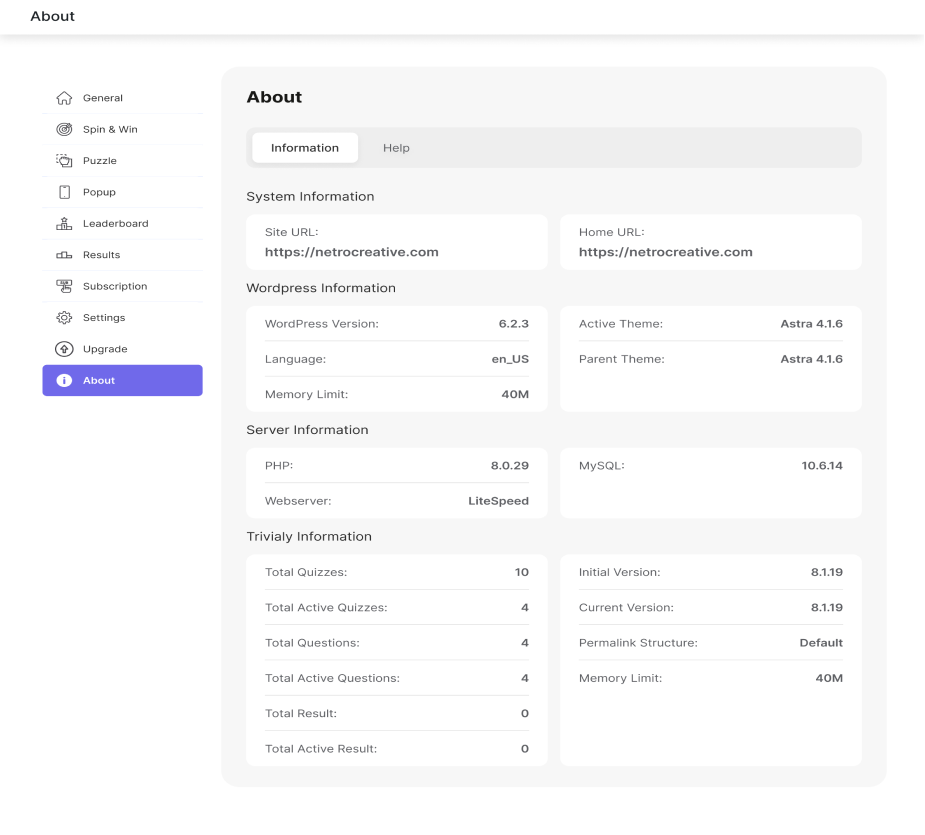 About
General
Spin & Win
Puzzle
Popup
Leaderboard
Results
Subscription
Settings
Upgrade
About
About
Information Help
System Information
Site URL:
https://netrocreative.com
Home URL:
https://netrocreative.com
Wordpress Information
WordPress Version: 6.2.3
Language: en_US
Memory Limit: 40M
Active Theme: Astra 4.1.6
Parent Theme: Astra 4.1.6
Server Information
PHP: 8.0.29
Webserver: LiteSpeed
MySQL: 10.6.14
Trivialy Information
Total Quizzes: 10
Total Active Quizzes: 4
Total Questions: 4
Total Active Questions: 4
Total Result: 0
Total Active Result: 0
Initial Version: 8.1.19
Current Version: 8.1.19
Permalink Structure: Default
Memory Limit: 40M